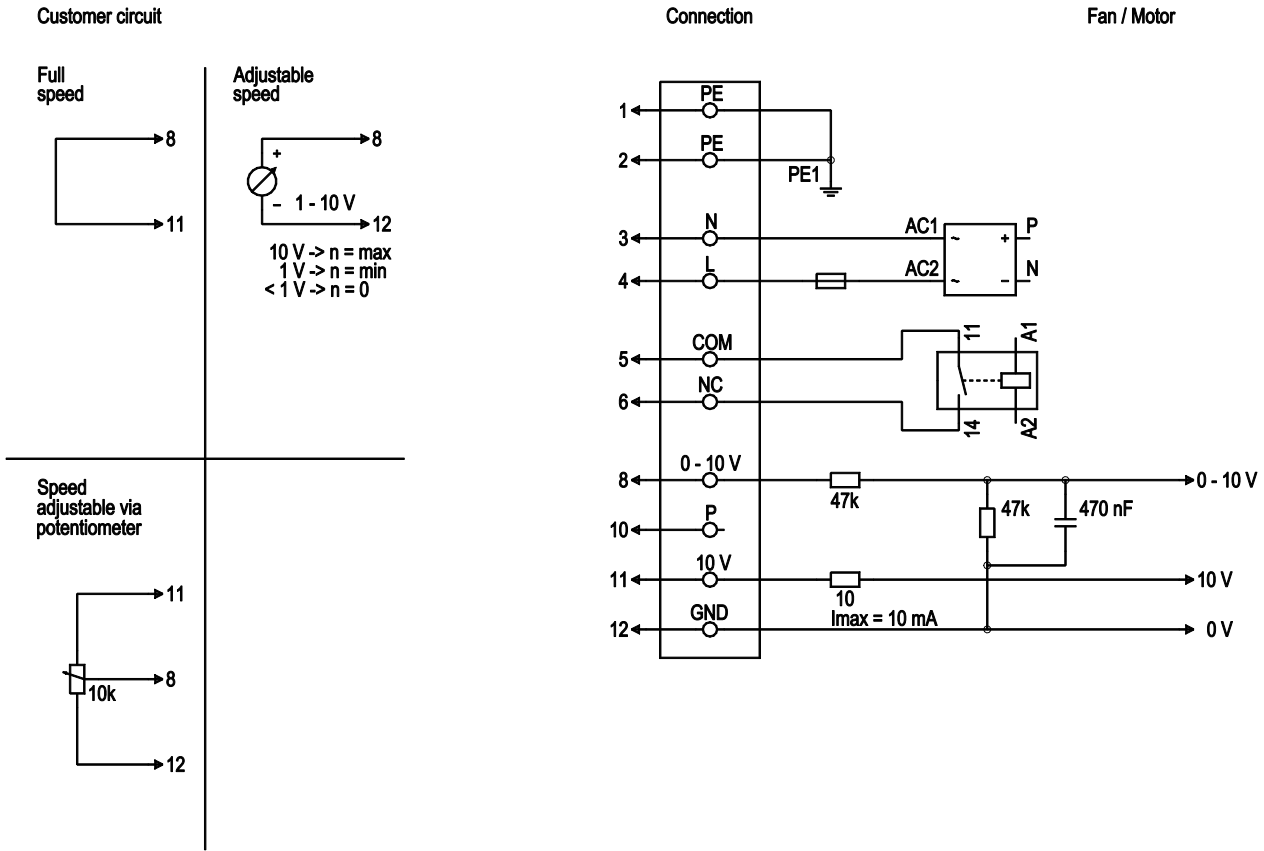 Customer circuit
Connection
Fan / Motor
Full
speed
8
11
Adjustable
speed
8
+
–
1 - 10 V
12
10 V -> n = max
1 V -> n = min
< 1 V -> n = 0
Speed
adjustable via
potentiometer
11
8
10k
12
1 PE
2 PE
PE1
3 N
AC1 ~ + P
4 L
AC2 ~ – N
5 COM
11 A1
6 NC
14 A2
8 0 - 10 V
47k
47k
470 nF
0 - 10 V
10 P
11 10 V
10
Imax = 10 mA
10 V
12 GND
0 V